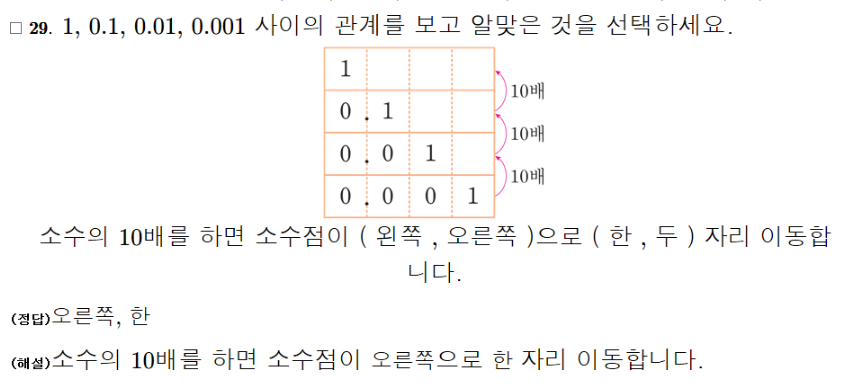 □ 29. 1, 0.1, 0.01, 0.001 사이의 관계를 보고 알맞은 것을 선택하세요.
1
10배
0 . 1
10배
0 . 0 1
10배
0 . 0 0 1
소수의 10배를 하면 소수점이 ( 왼쪽 , 오른쪽 )으로 ( 한 , 두 ) 자리 이동합
니다.
(정답)오른쪽, 한
(해설)소수의 10배를 하면 소수점이 오른쪽으로 한 자리 이동합니다.